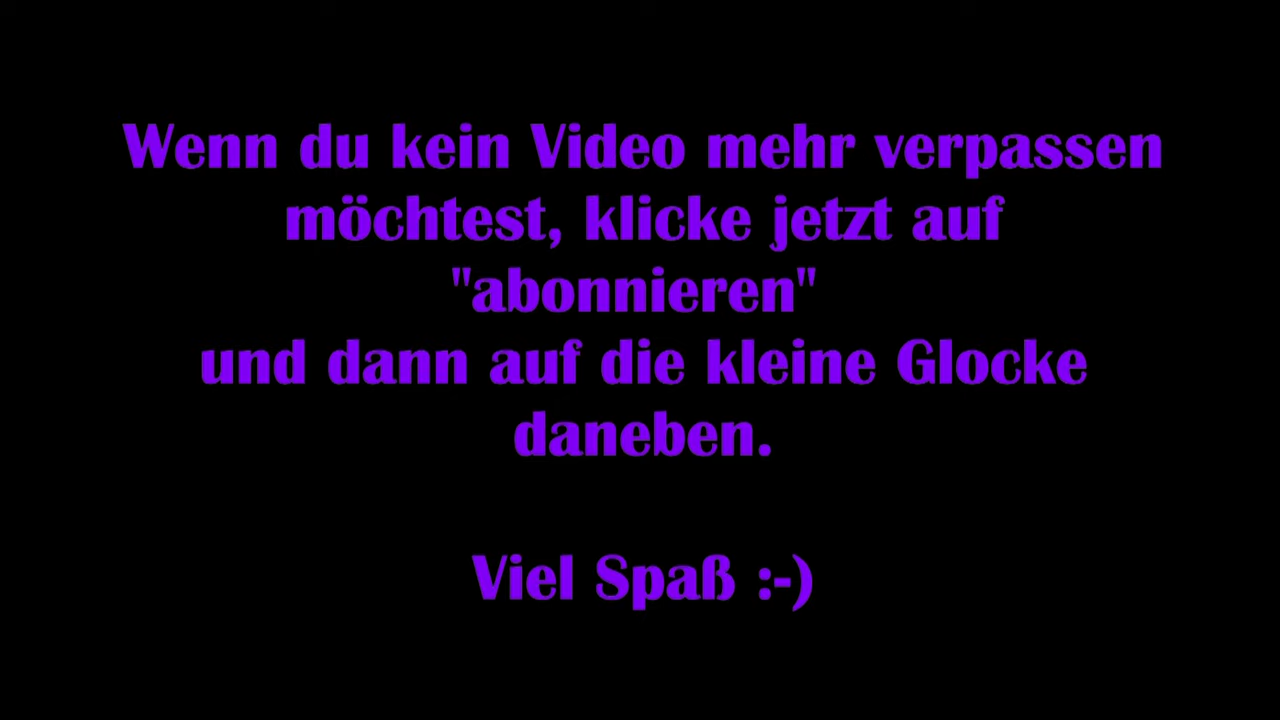 Wenn du kein Video mehr verpassen
möchtest, klicke jetzt auf
"abonnieren"
und dann auf die kleine Glocke
daneben.
Viel Spaß :-)